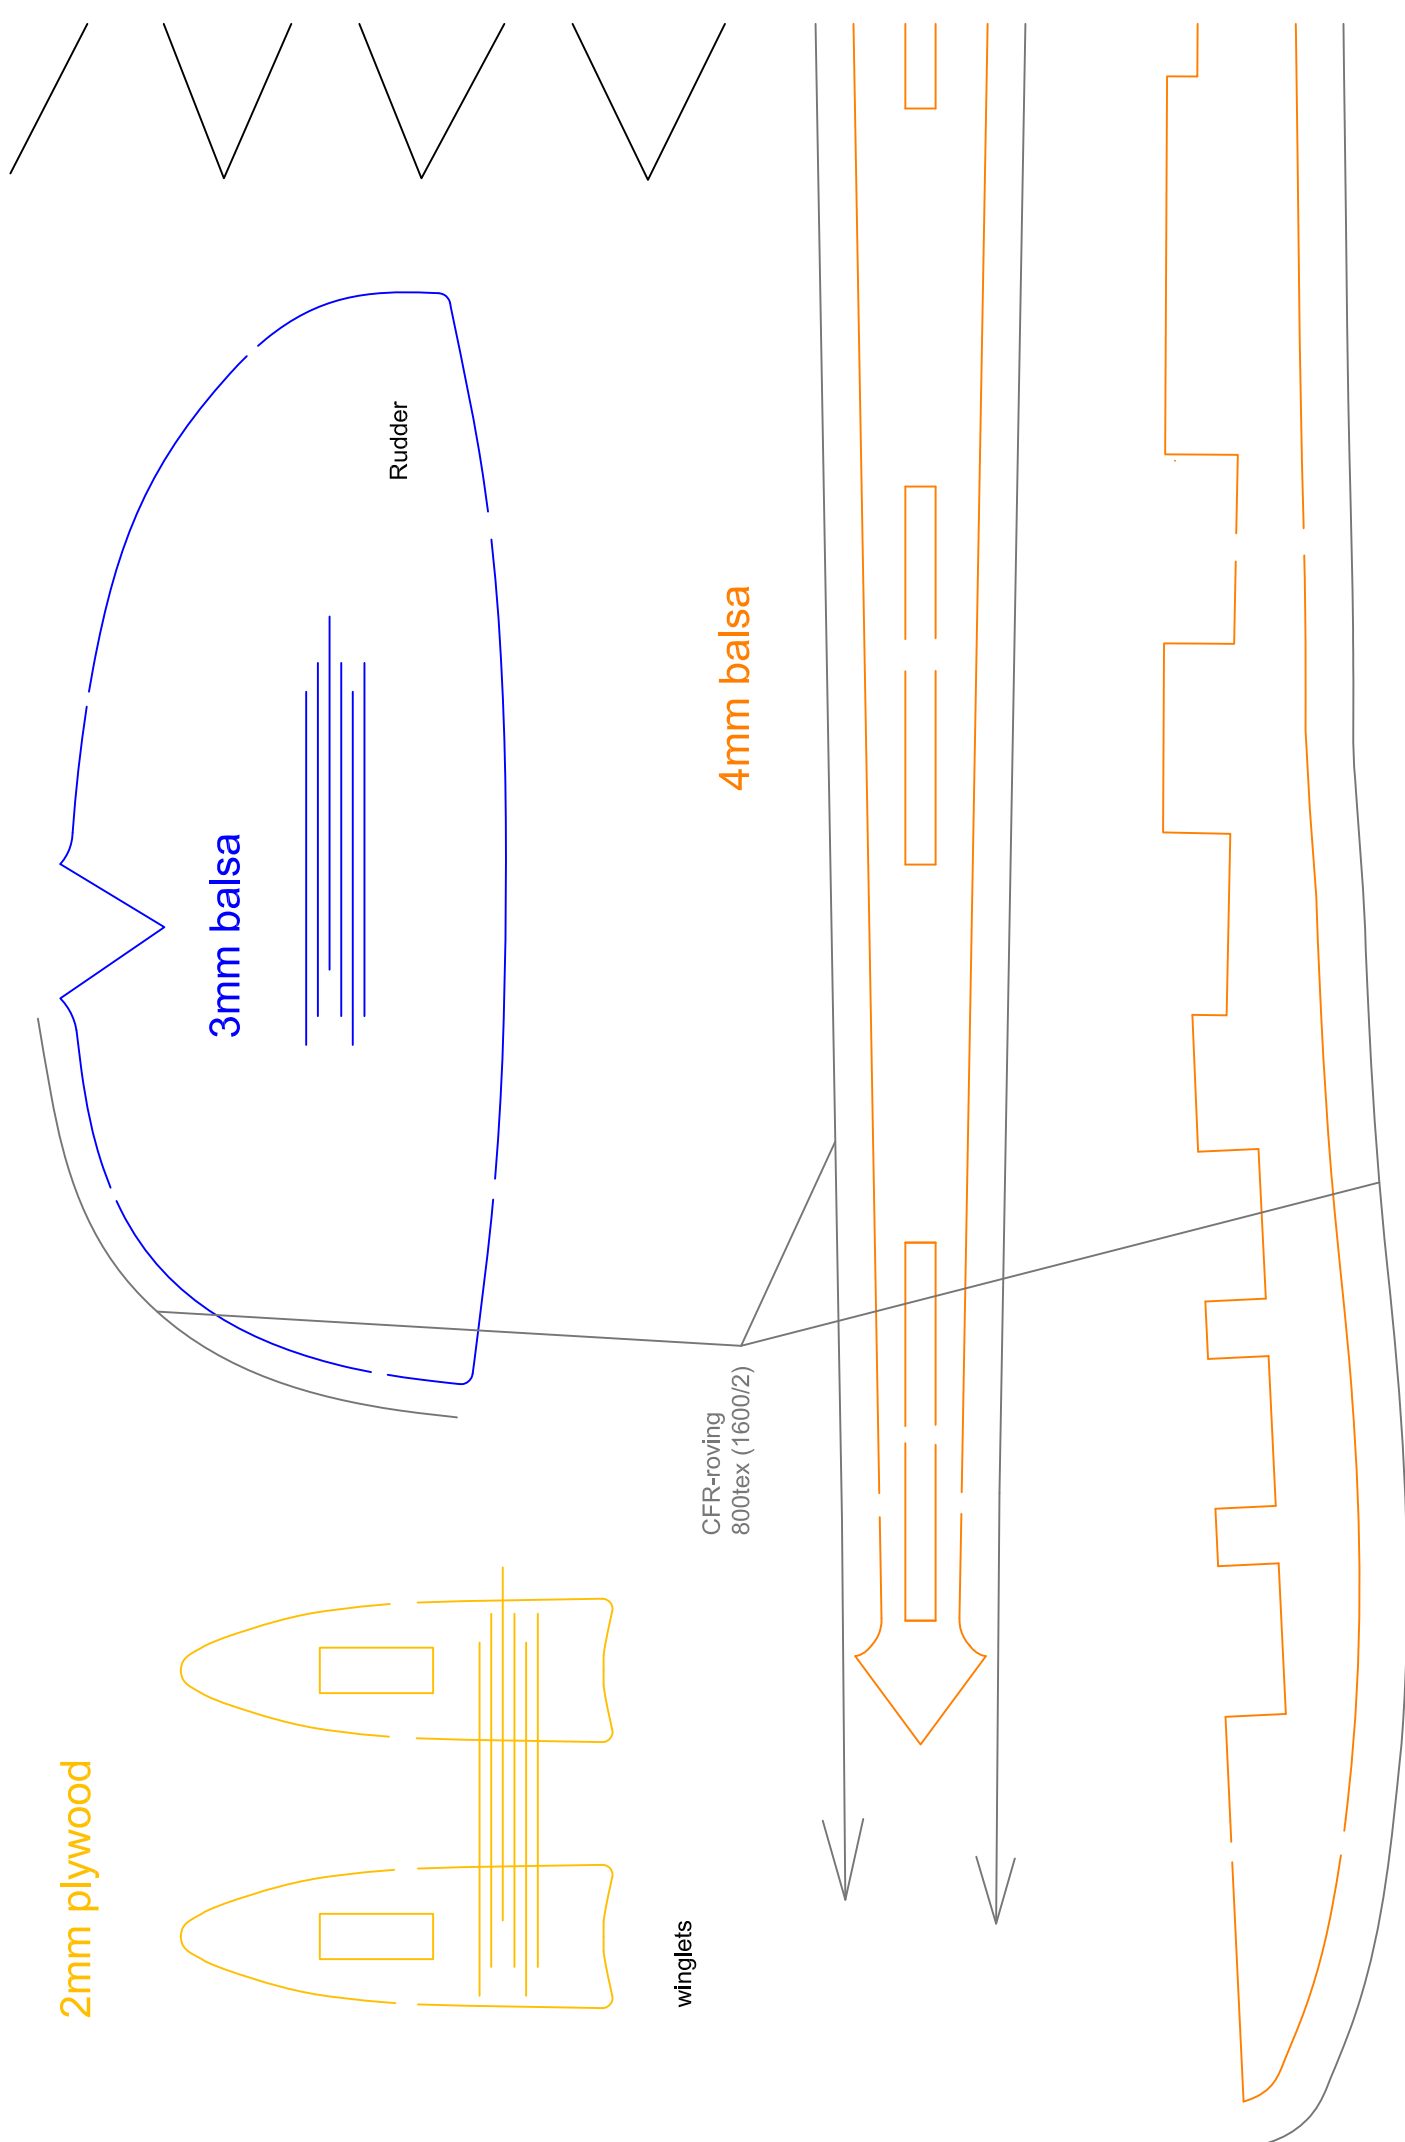 Rudder
3mm balsa
4mm balsa
CFR-roving
800tex (1600/2)
2mm plywood
winglets